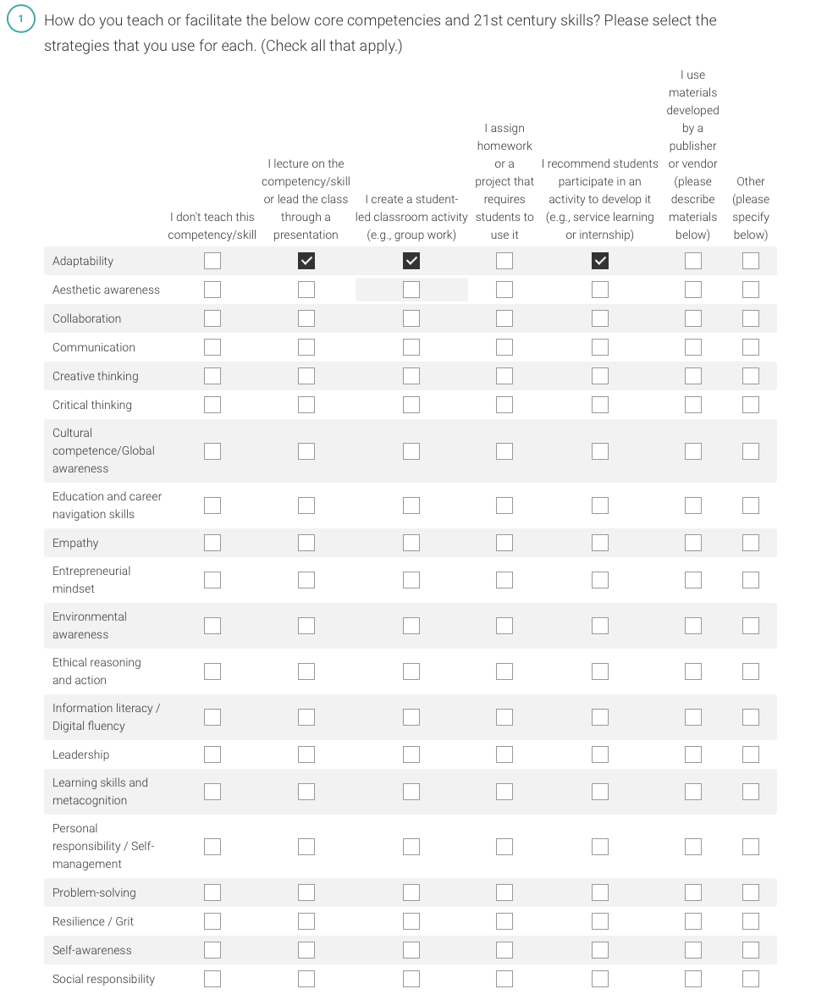 1
How do you teach or facilitate the below core competencies and 21st century skills? Please select the
strategies that you use for each. (Check all that apply.)
I don't teach this
competency/skill
I lecture on the
competency/skill
or lead the class
through a
presentation
I create a student-
led classroom activity
(e.g., group work)
I assign
homework
or a
project that
requires
students to
use it
I recommend students
participate in an
activity to develop it
(e.g., service learning
or internship)
I use
materials
developed
by a
publisher
or vendor
(please
describe
materials
below)
Other
(please
specify
below)
Adaptability
Aesthetic awareness
Collaboration
Communication
Creative thinking
Critical thinking
Cultural
competence/Global
awareness
Education and career
navigation skills
Empathy
Entrepreneurial
mindset
Environmental
awareness
Ethical reasoning
and action
Information literacy /
Digital fluency
Leadership
Learning skills and
metacognition
Personal
responsibility / Self-
management
Problem-solving
Resilience / Grit
Self-awareness
Social responsibility